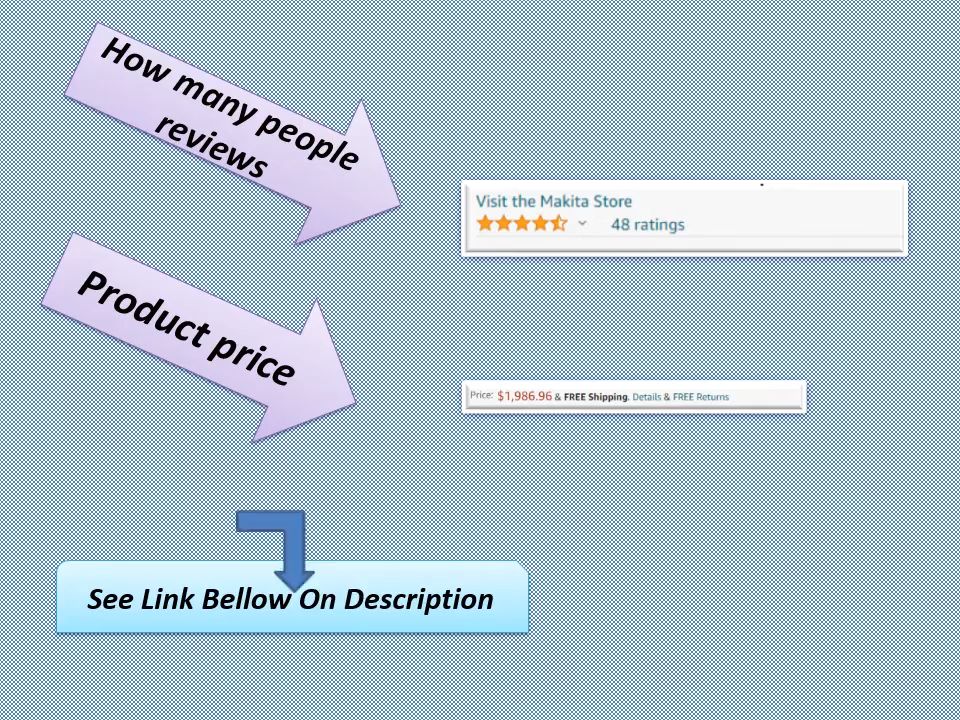 How many people
reviews
Visit the Makita Store
48 ratings
Product price
Price: $1,986.96 & FREE Shipping. Details & FREE Returns
See Link Bellow On Description